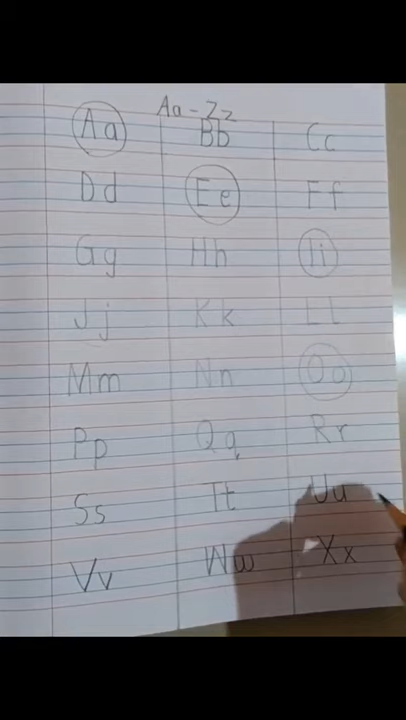 Aa - Zz
Aa Bb Cc
Dd Ee Ff
Gg Hh Ii
Jj Kk Ll
Mm Nn Oo
Pp Qq Rr
Ss Tt Uu
Vv Ww Xx